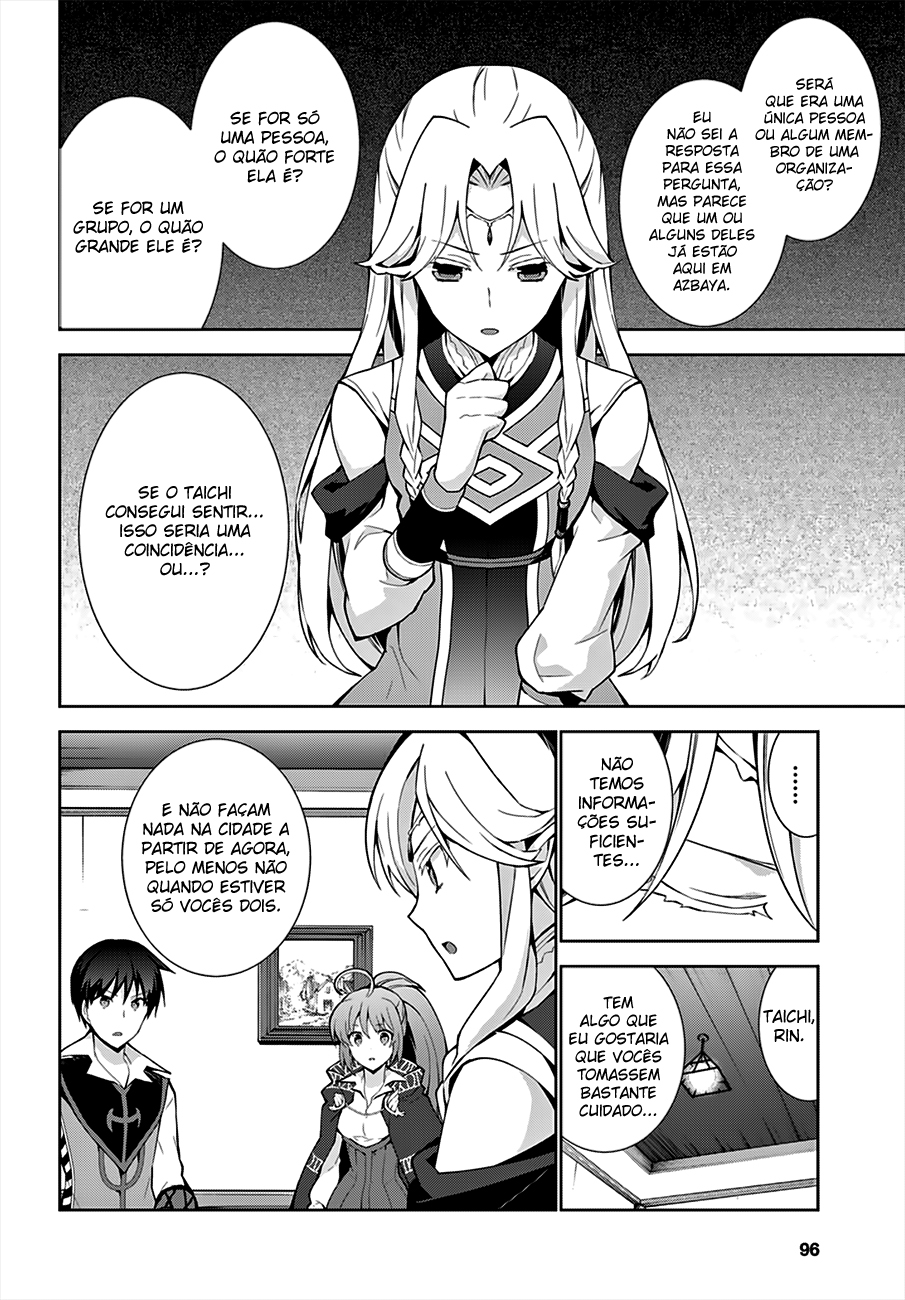 SERÁ
QUE ERA UMA
ÚNICA PESSOA
OU ALGUM MEM-
BRO DE UMA
ORGANIZA-
ÇÃO?
EU
NÃO SEI A
RESPOSTA
PARA ESSA
PERGUNTA,
MAS PARECE
QUE UM OU
ALGUNS DELES
JÁ ESTÃO
AQUI EM
AZBAYA.
SE FOR SÓ
UMA PESSOA,
O QUÃO FORTE
ELA É?
SE FOR UM
GRUPO, O QUÃO
GRANDE ELE É?
SE O TAICHI
CONSEGUI SENTIR...
ISSO SERIA UMA
COINCIDÊNCIA...
OU...?
......
NÃO
TEMOS
INFORMA-
ÇÕES SU-
FICIEN-
TES...
TAICHI,
RIN.
TEM
ALGO QUE
EU GOSTARIA
QUE VOCÊS
TOMASSEM
BASTANTE
CUIDADO...
E NÃO FAÇAM
NADA NA CIDADE A
PARTIR DE AGORA,
PELO MENOS NÃO
QUANDO ESTIVER
SÓ VOCÊS DOIS.
96